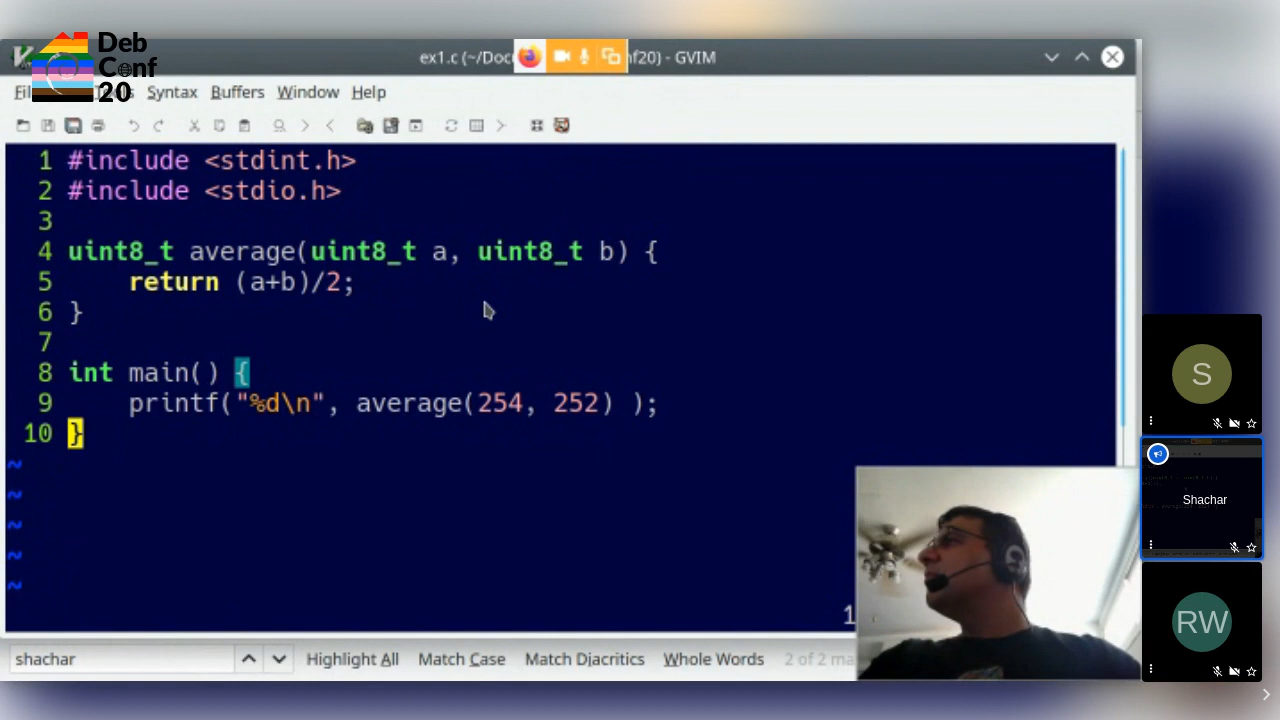 Deb
Conf
20
ex1.c (~/Doc nf20) - GVIM
Syntax Buffers Window Help
1 #include <stdint.h>
2 #include <stdio.h>
3
4 uint8_t average(uint8_t a, uint8_t b) {
5 return (a+b)/2;
6 }
7
8 int main() {
9 printf("%d\n", average(254, 252) );
10 }
~
~
~
~
~
1
shachar
Highlight All Match Case Match Diacritics Whole Words 2 of 2 ma
S
Shachar
RW